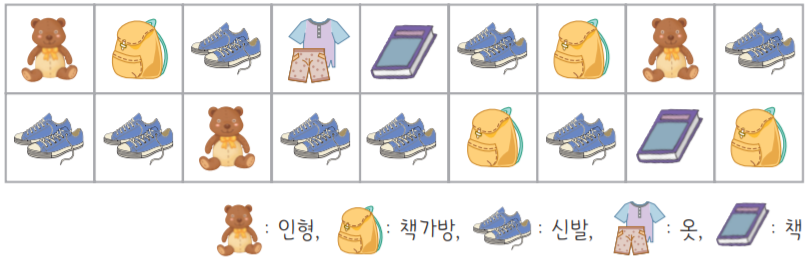 : 인형, : 책가방, : 신발, : 옷, : 책